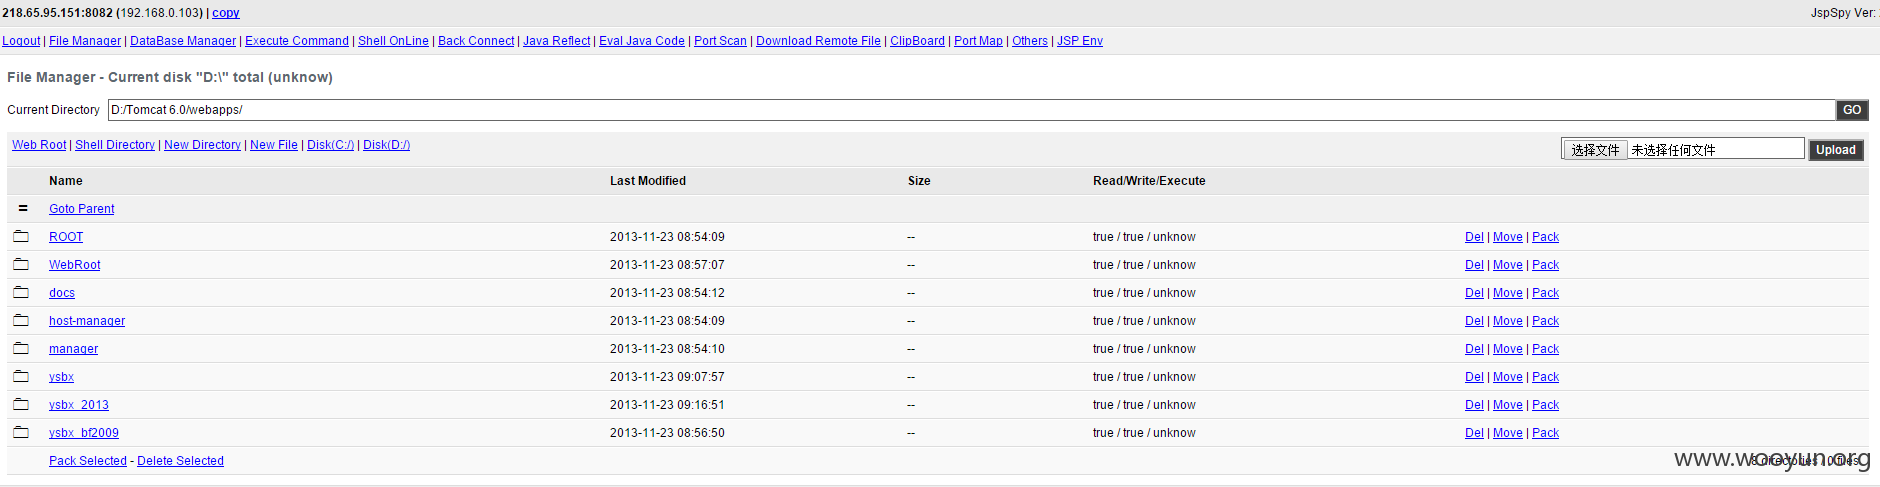 218.65.95.151:8082 (192.168.0.103) | copy JspSpy Ver:
Logout | File Manager | DataBase Manager | Execute Command | Shell OnLine | Back Connect | Java Reflect | Eval Java Code | Port Scan | Download Remote File | ClipBoard | Port Map | Others | JSP Env
File Manager - Current disk "D:\" total (unknow)
Current Directory D:/Tomcat 6.0/webapps/ GO
Web Root | Shell Directory | New Directory | New File | Disk(C:/) | Disk(D:/) 选择文件 未选择任何文件 Upload
Name Last Modified Size Read/Write/Execute
= Goto Parent
ROOT 2013-11-23 08:54:09 -- true / true / unknow Del | Move | Pack
WebRoot 2013-11-23 08:57:07 -- true / true / unknow Del | Move | Pack
docs 2013-11-23 08:54:12 -- true / true / unknow Del | Move | Pack
host-manager 2013-11-23 08:54:09 -- true / true / unknow Del | Move | Pack
manager 2013-11-23 08:54:10 -- true / true / unknow Del | Move | Pack
ysbx 2013-11-23 09:07:57 -- true / true / unknow Del | Move | Pack
ysbx_2013 2013-11-23 09:16:51 -- true / true / unknow Del | Move | Pack
ysbx_bf2009 2013-11-23 08:56:50 -- true / true / unknow Del | Move | Pack
Pack Selected - Delete Selected 8 directories / 0 files
www.wooyun.org